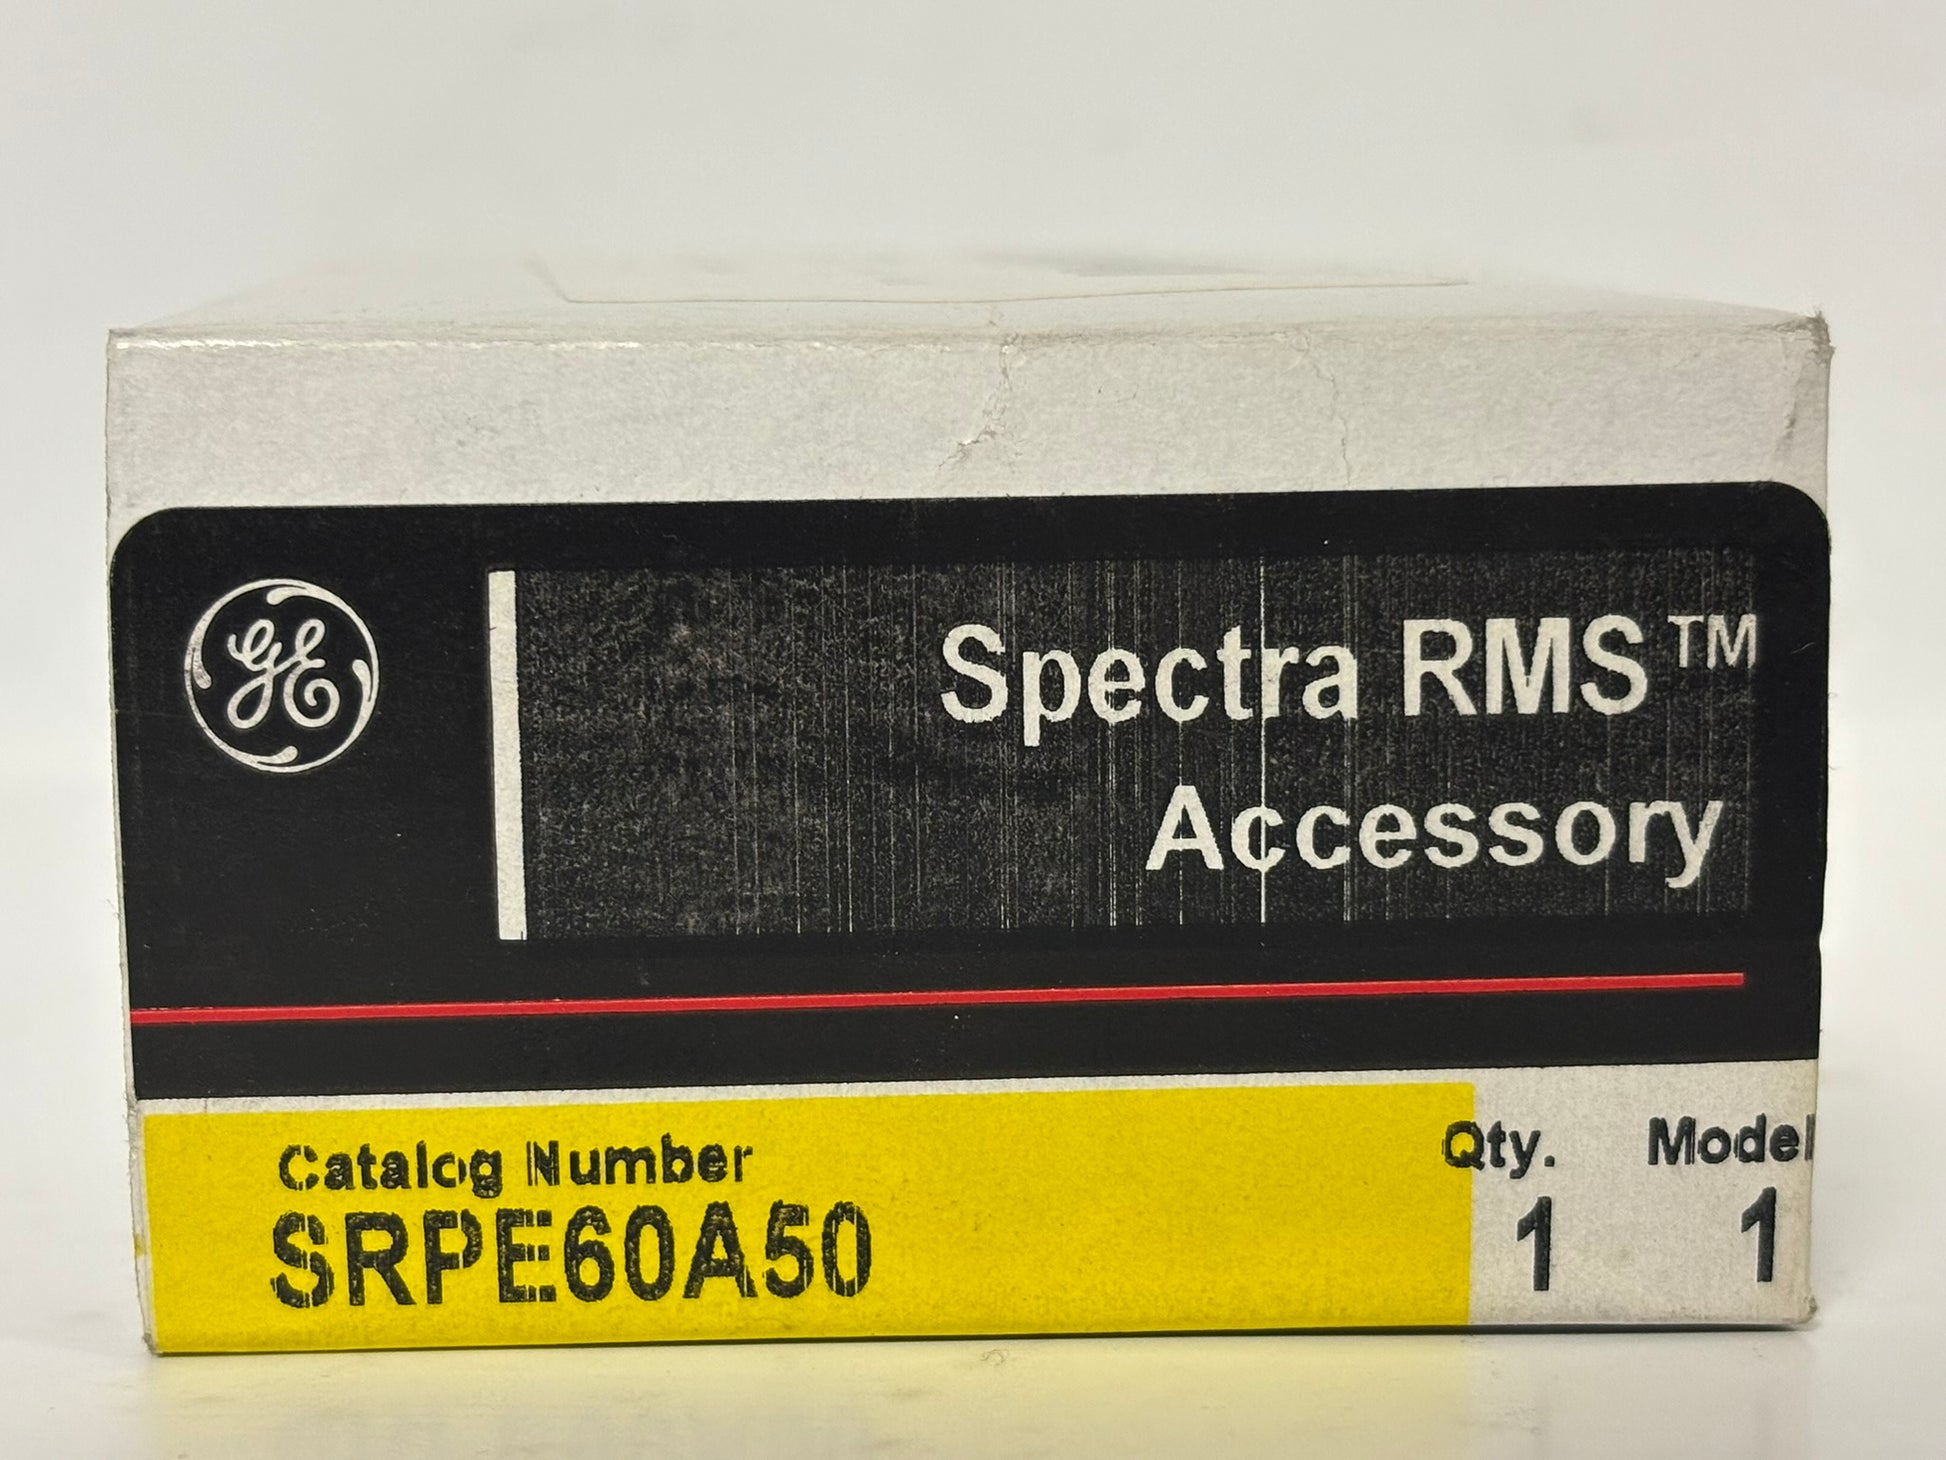 GE
Spectra RMS™
Accessory
Catalog Number
SRPE60A50
Qty.
1
Model
1